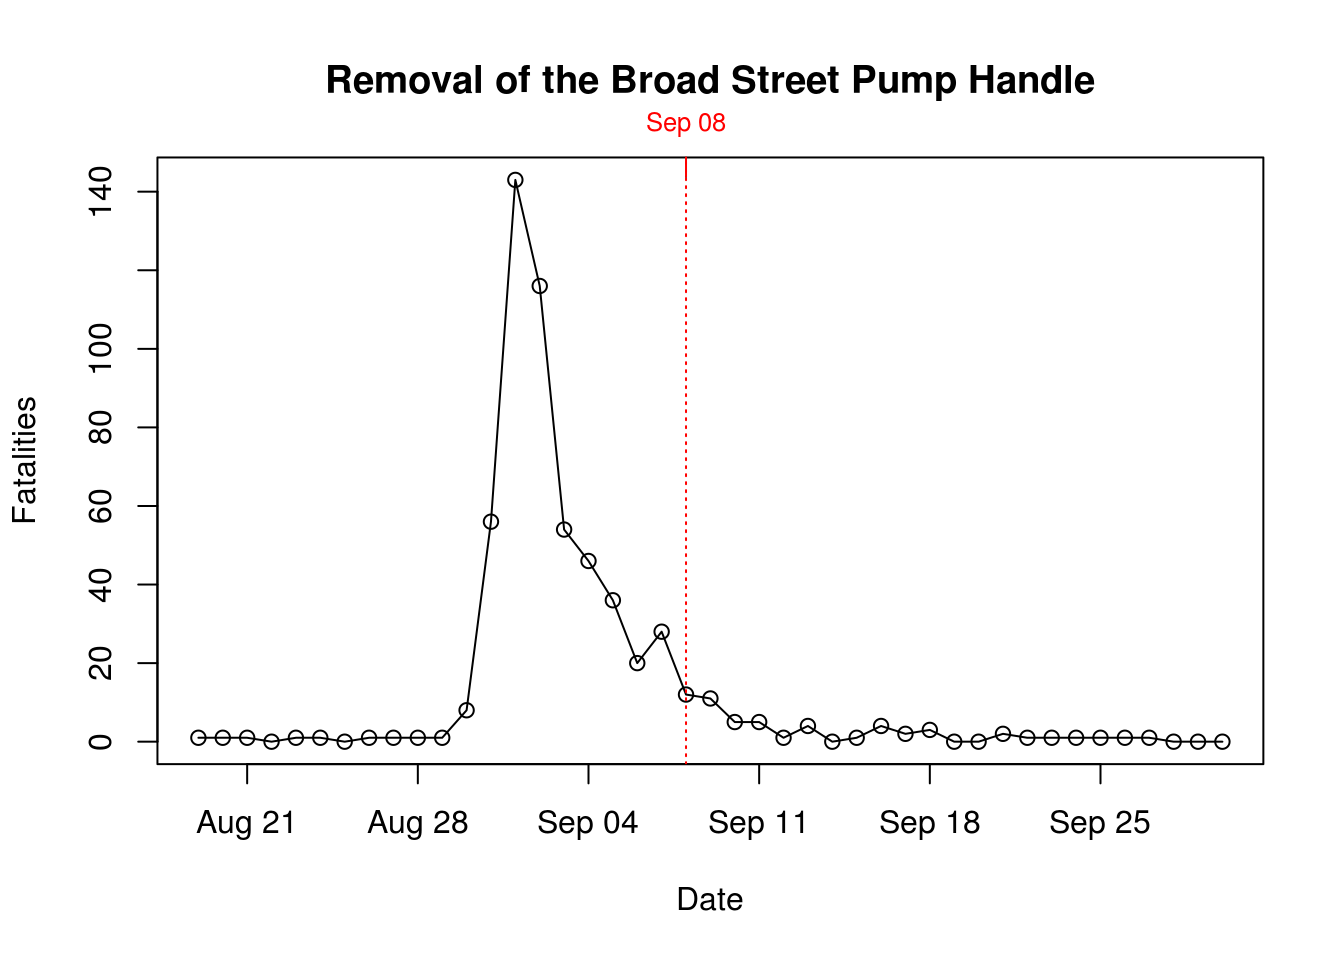 Removal of the Broad Street Pump Handle
Sep 08
140
100
80
60
40
20
0
Fatalities
Aug 21 Aug 28 Sep 04 Sep 11 Sep 18 Sep 25
Date